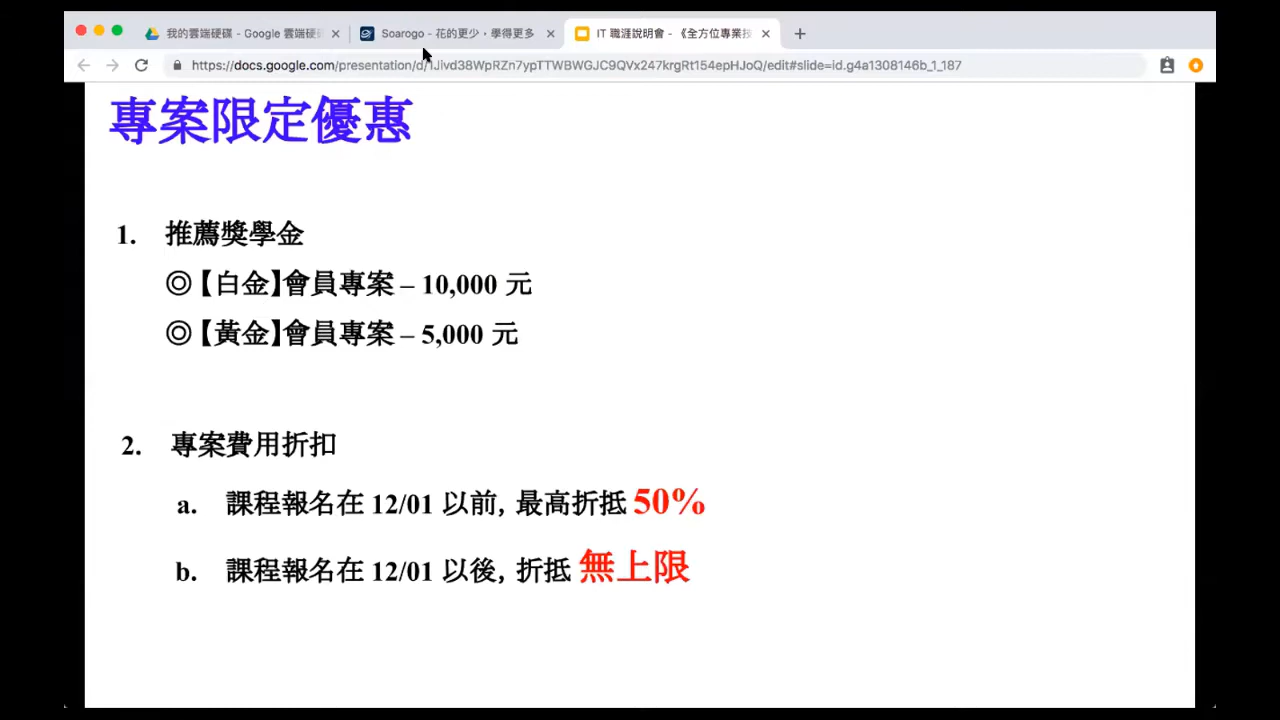 我的雲端硬碟 - Google 雲端硬
Soarogo - 花的更少，學得更多
IT 職涯說明會 - 《全方位專業技
https://docs.google.com/presentation/d/1Jivd38WpRZn7ypTTWBWGJC9QVx247krgRt154epHJoQ/edit#slide=id.g4a1308146b_1_187
專案限定優惠
1. 推薦獎學金
◎【白金】會員專案 – 10,000 元
◎【黃金】會員專案 – 5,000 元
2. 專案費用折扣
a. 課程報名在 12/01 以前, 最高折抵 50%
b. 課程報名在 12/01 以後, 折抵 無上限